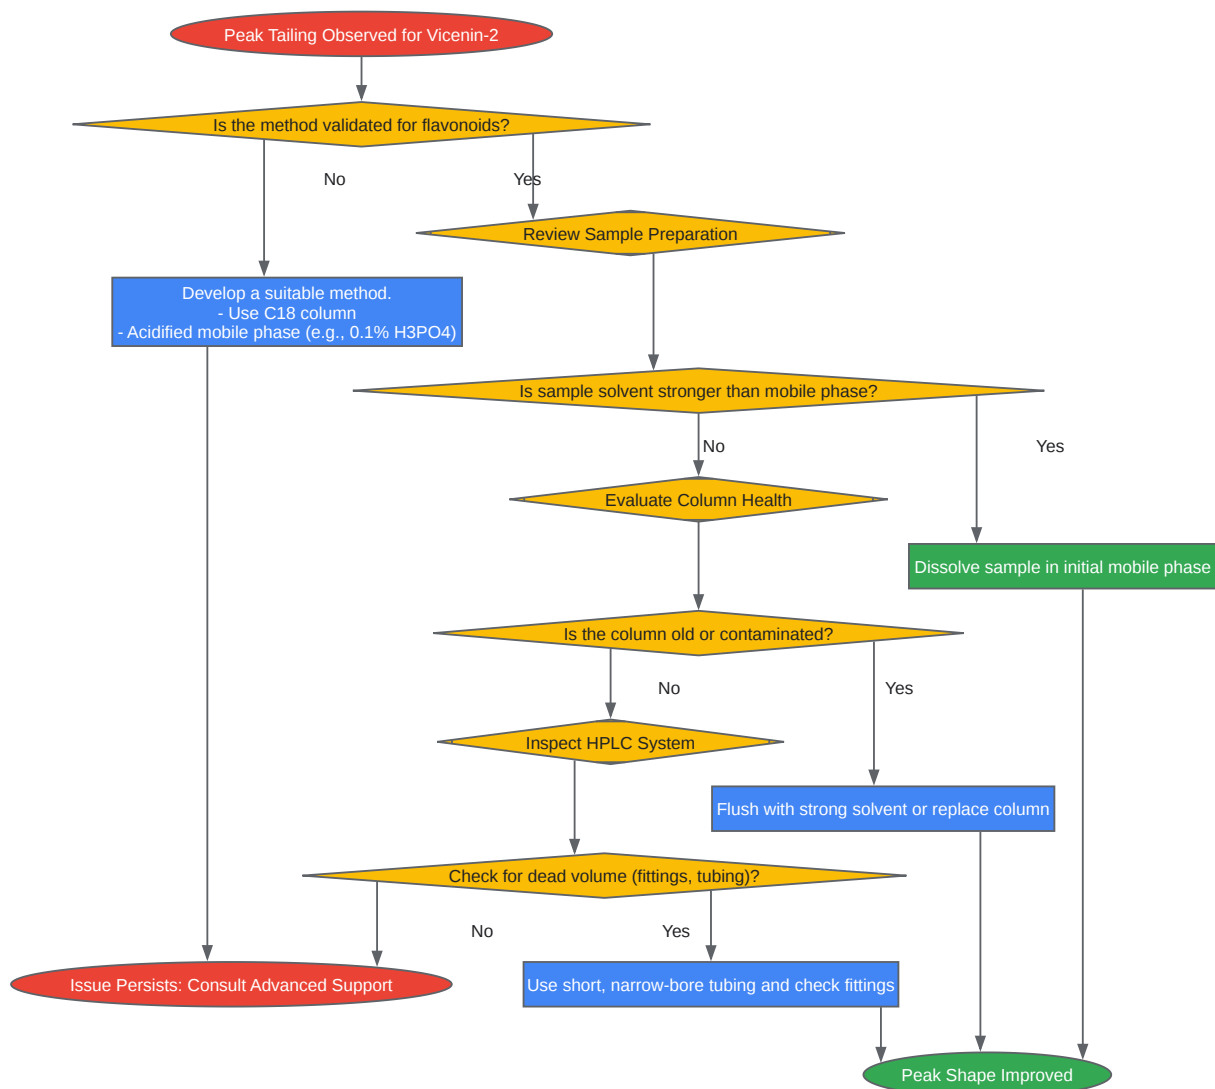 Peak Tailing Observed for Vicenin-2
Is the method validated for flavonoids?
No
Yes
Review Sample Preparation
Develop a suitable method.
- Use C18 column
- Acidified mobile phase (e.g., 0.1% H3PO4)
Is sample solvent stronger than mobile phase?
No
Yes
Evaluate Column Health
Dissolve sample in initial mobile phase
Is the column old or contaminated?
No
Yes
Inspect HPLC System
Flush with strong solvent or replace column
Check for dead volume (fittings, tubing)?
No
Yes
Issue Persists: Consult Advanced Support
Use short, narrow-bore tubing and check fittings
Peak Shape Improved